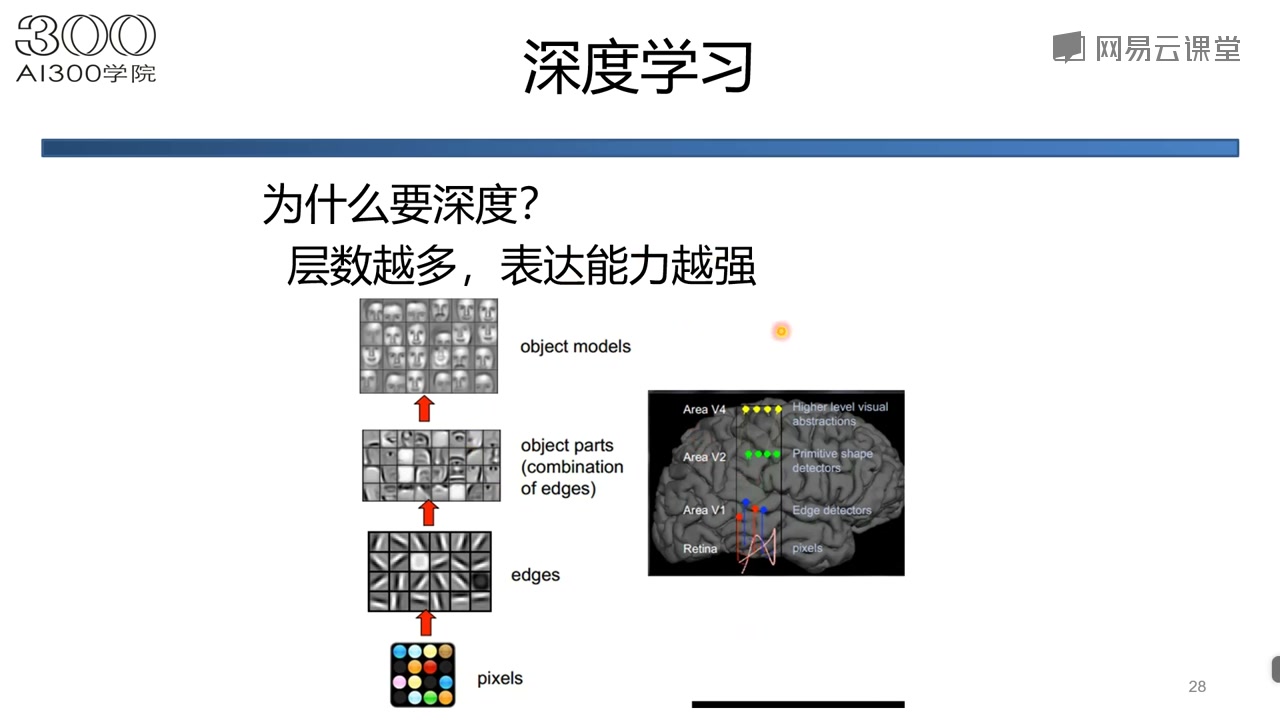 300
AI300学院
深度学习
网易云课堂
为什么要深度?
层数越多，表达能力越强
object models
object parts
(combination
of edges)
edges
pixels
Area V4
Higher level visual
abstractions
Area V2
Primitive shape
detectors
Area V1
Edge detectors
Retina
pixels
28